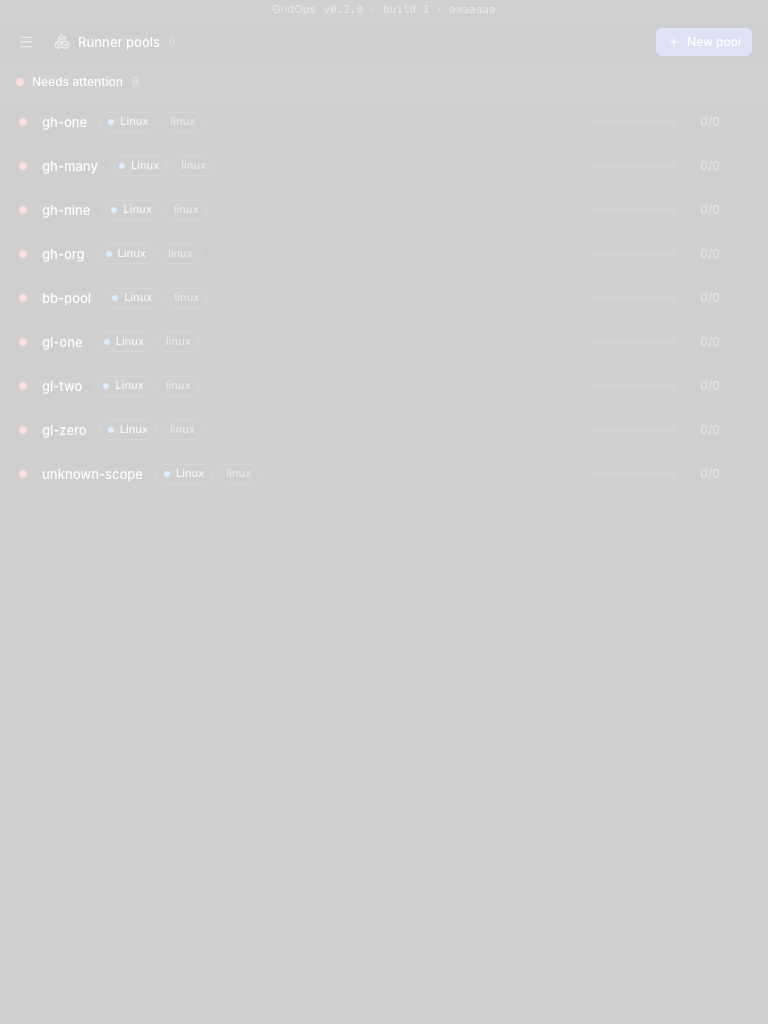 GridOps v0.2.0 · build 1 · aaaaaaa
Runner pools 9
New pool
Needs attention 9
gh-one Linux linux 0/0
gh-many Linux linux 0/0
gh-nine Linux linux 0/0
gh-org Linux linux 0/0
bb-pool Linux linux 0/0
gl-one Linux linux 0/0
gl-two Linux linux 0/0
gl-zero Linux linux 0/0
unknown-scope Linux linux 0/0